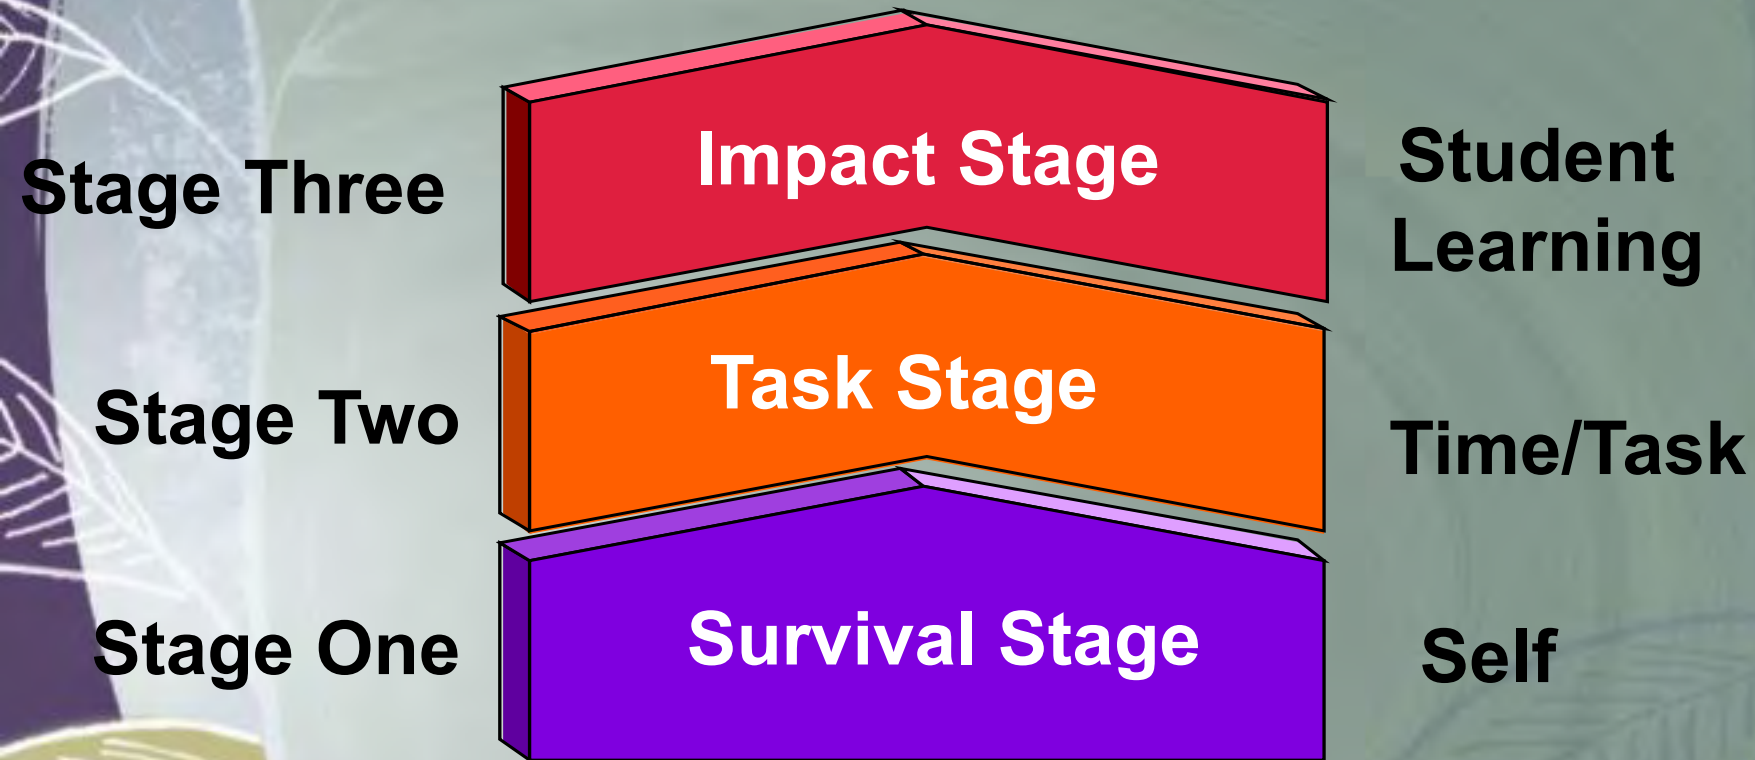 Stage Three
Impact Stage
Student
Learning
Stage Two
Task Stage
Time/Task
Stage One
Survival Stage
Self